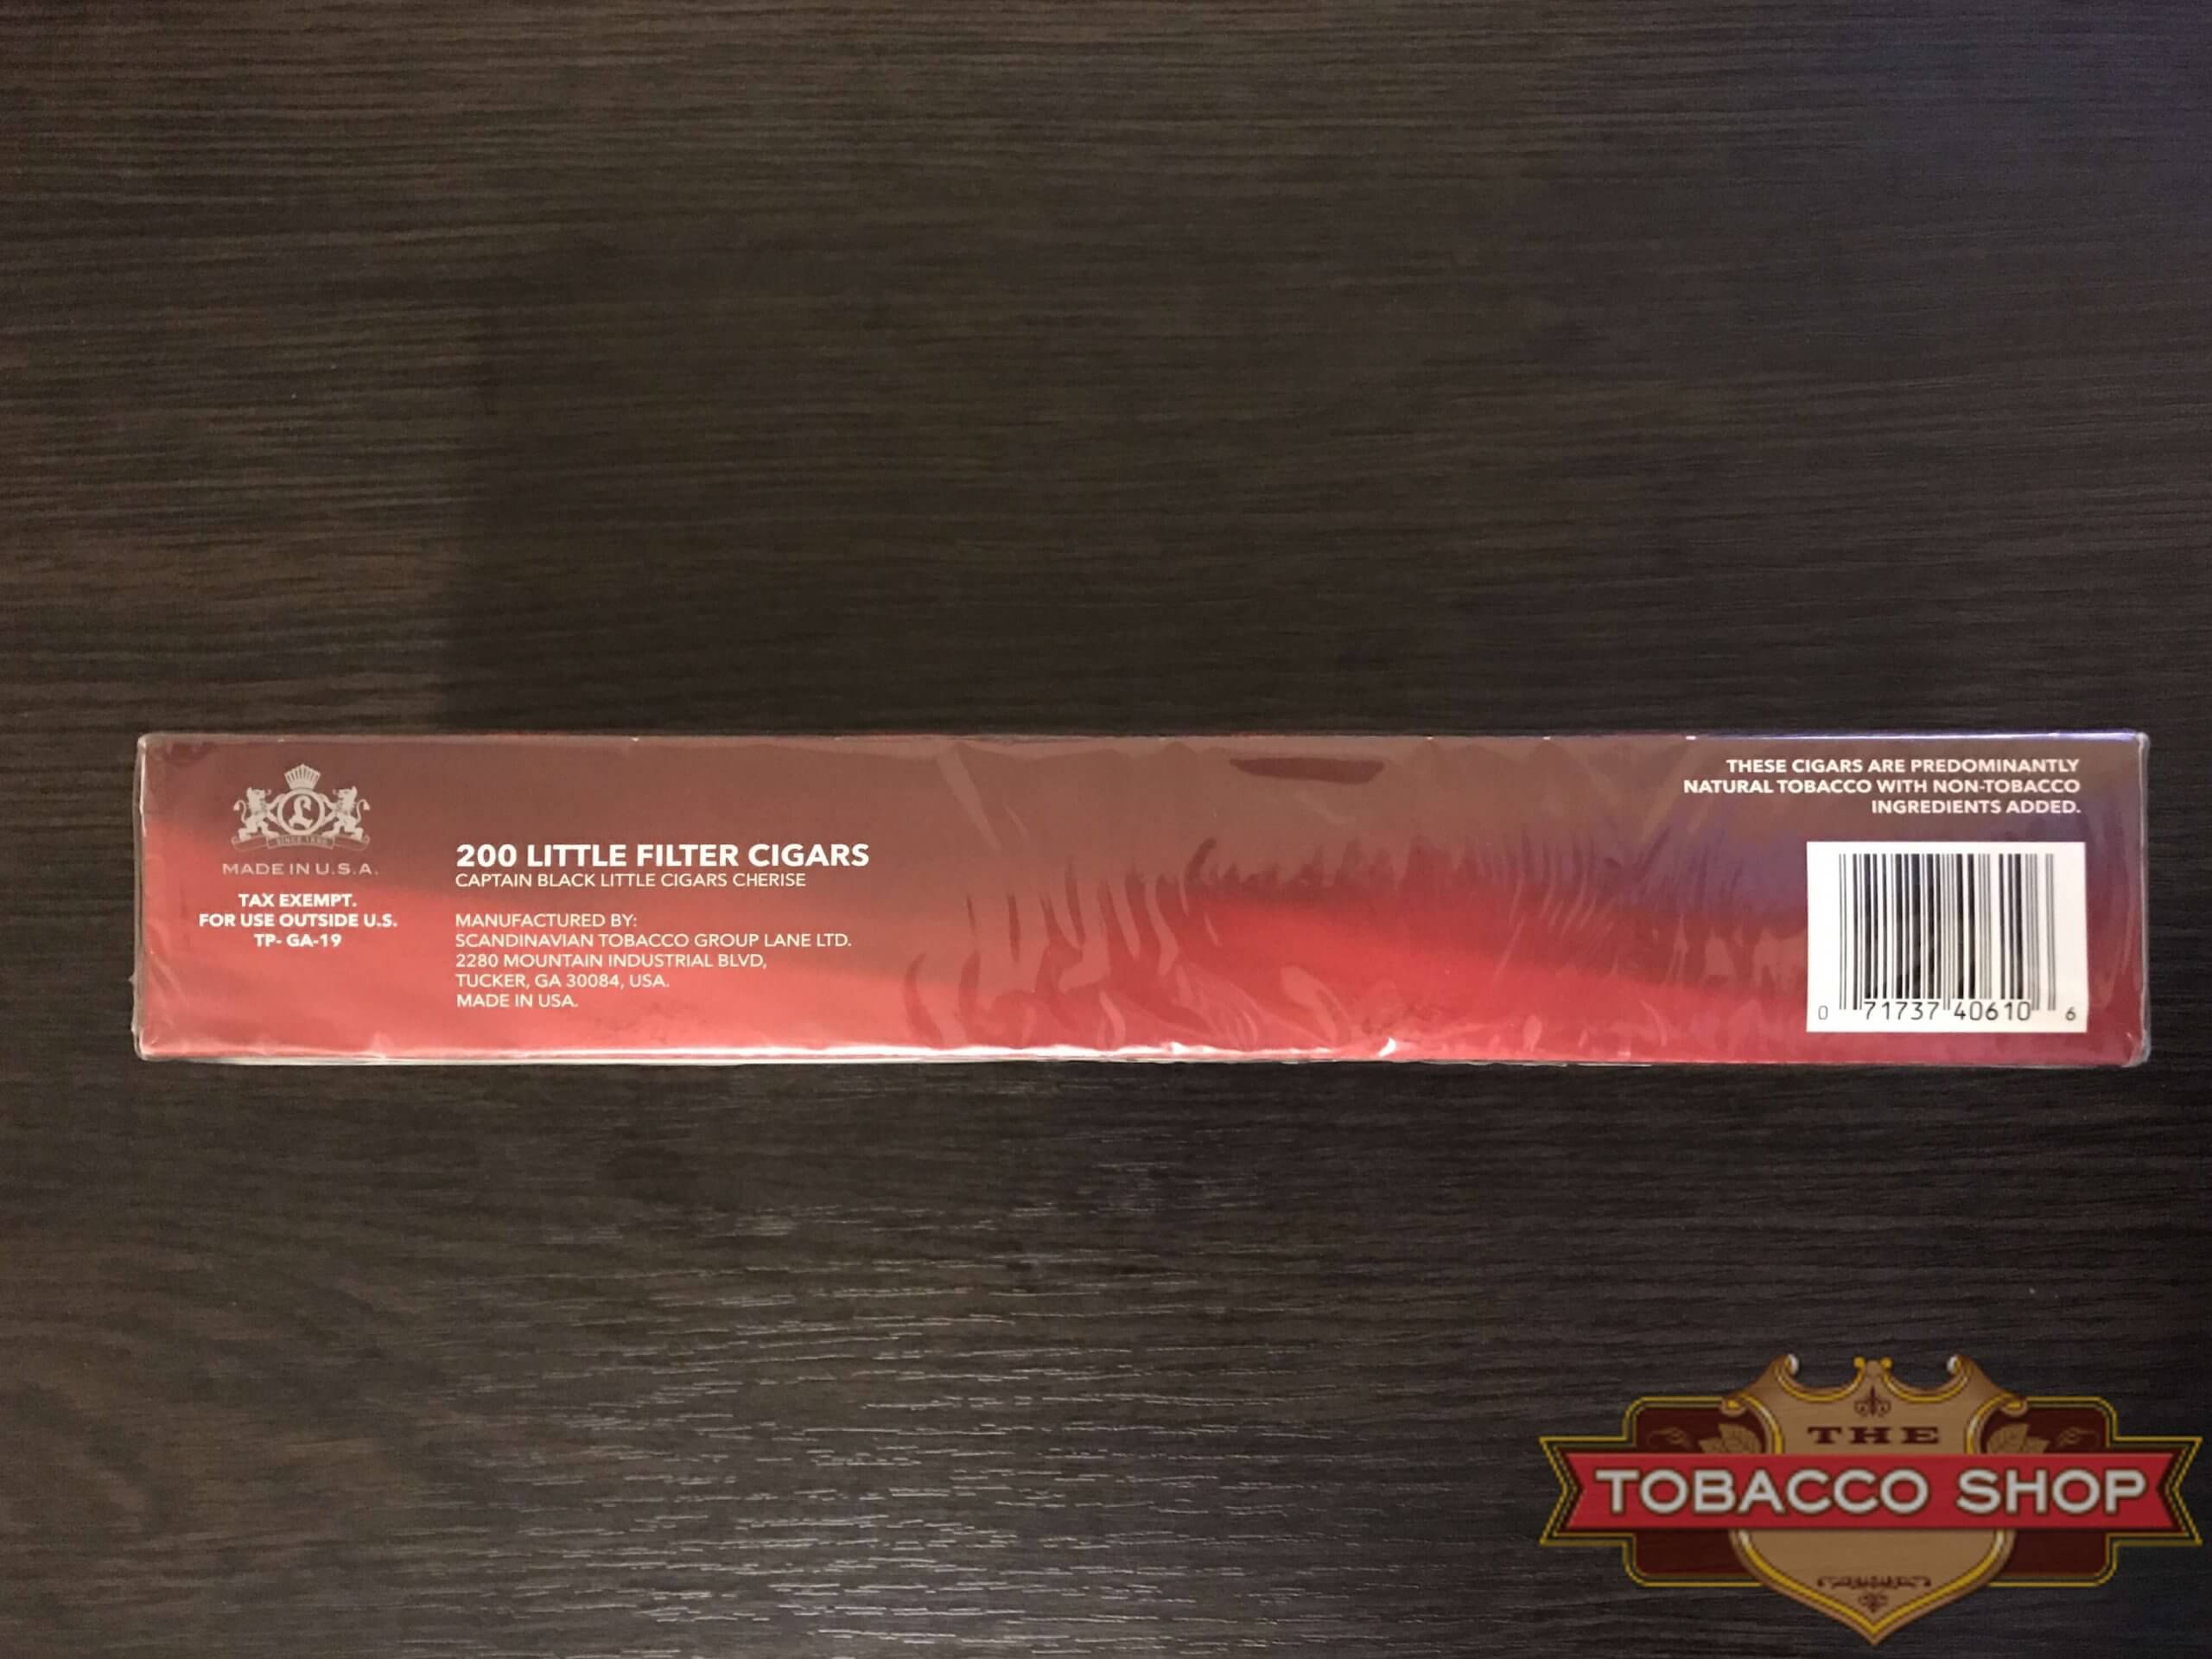 SINCE 1890
MADE IN U.S.A.
TAX EXEMPT.
FOR USE OUTSIDE U.S.
TP- GA-19
200 LITTLE FILTER CIGARS
CAPTAIN BLACK LITTLE CIGARS CHERISE
MANUFACTURED BY:
SCANDINAVIAN TOBACCO GROUP LANE LTD.
2280 MOUNTAIN INDUSTRIAL BLVD,
TUCKER, GA 30084, USA.
MADE IN USA.
THESE CIGARS ARE PREDOMINANTLY
NATURAL TOBACCO WITH NON-TOBACCO
INGREDIENTS ADDED.
0 71737 40610 6
THE
TOBACCO SHOP